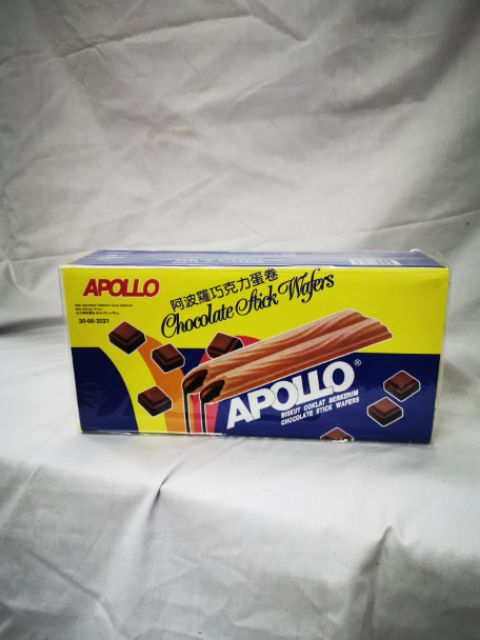 APOLLO
阿波羅巧克力蛋卷
Chocolate Stick Wafers
30-06-2021
APOLLO®
BISKUT COKLAT BERKERIM
CHOCOLATE STICK WAFERS